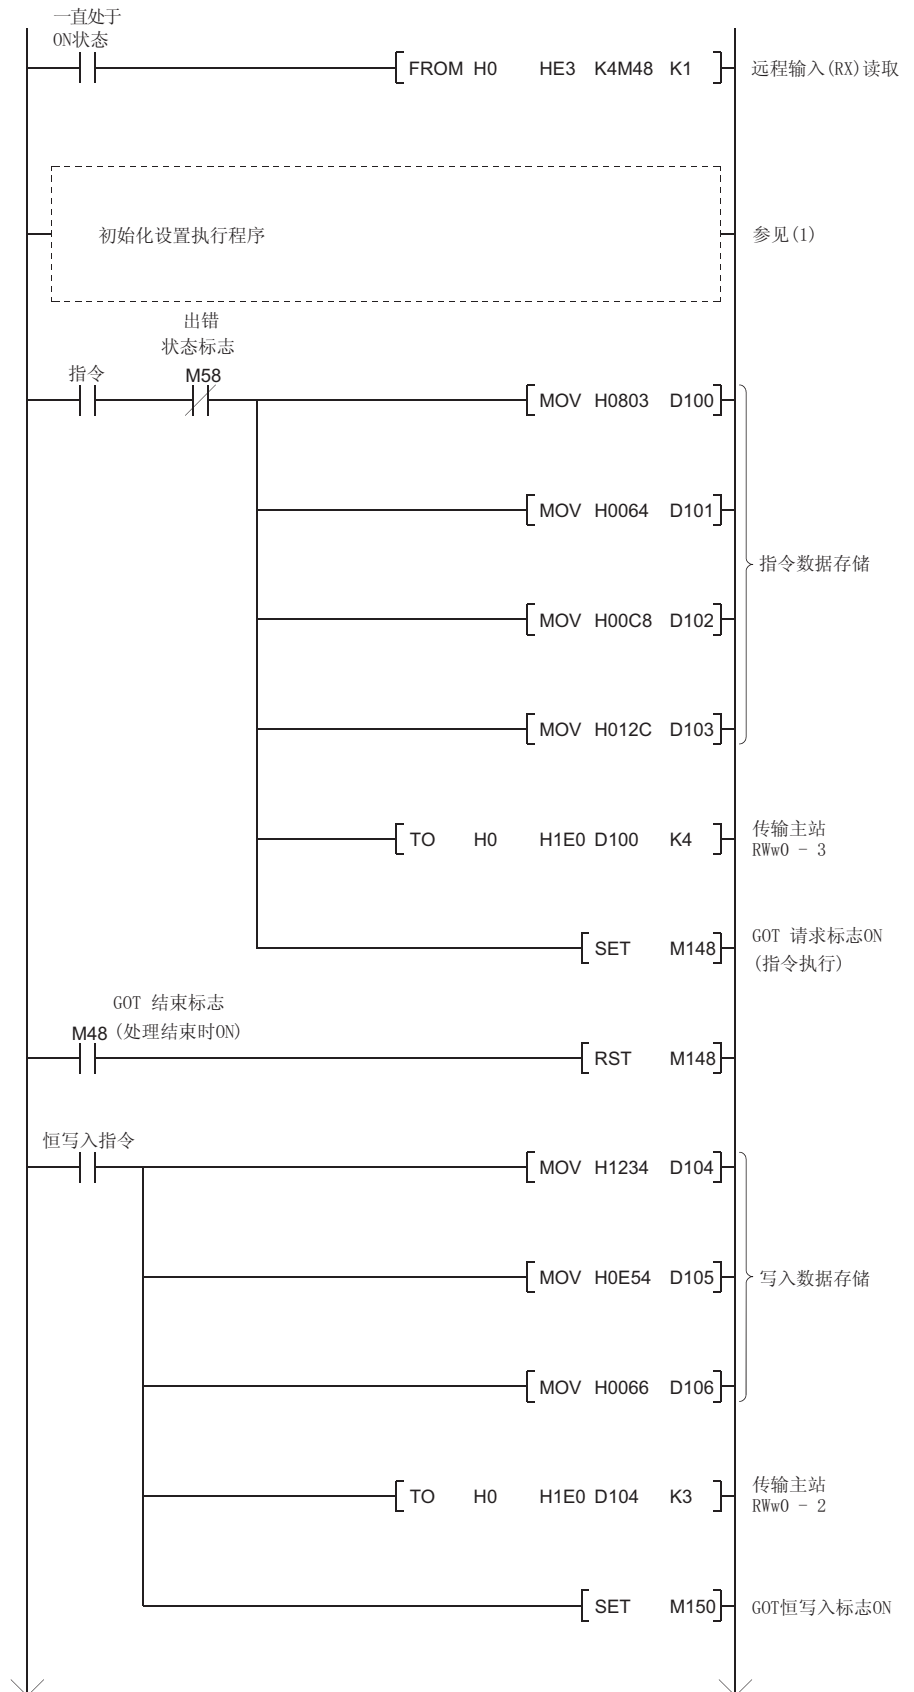 一直处于
ON状态
FROM H0 HE3 K4M48 K1 远程输入(RX)读取
初始化设置执行程序 参见(1)
出错
状态标志
指令 M58
MOV H0803 D100
MOV H0064 D101
指令数据存储
MOV H00C8 D102
MOV H012C D103
TO H0 H1E0 D100 K4 传输主站
RWw0 - 3
SET M148 GOT 请求标志ON
(指令执行)
GOT 结束标志
M48 (处理结束时ON)
RST M148
恒写入指令
MOV H1234 D104
MOV H0E54 D105 写入数据存储
MOV H0066 D106
TO H0 H1E0 D104 K3 传输主站
RWw0 - 2
SET M150 GOT恒写入标志ON